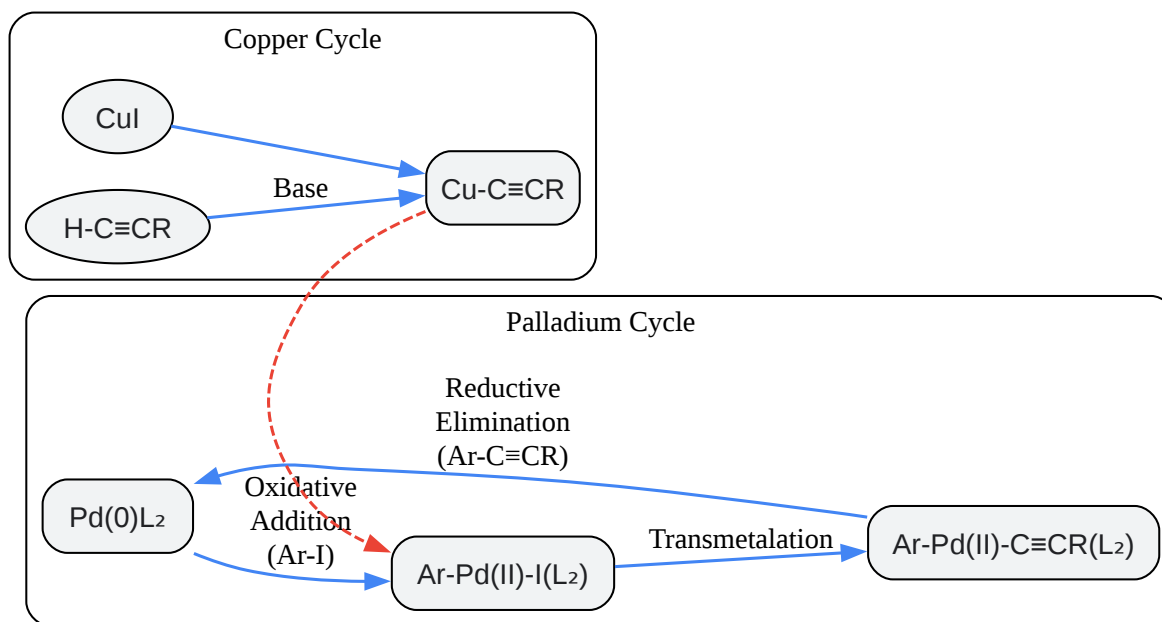 Copper Cycle
CuI
Base
H-C≡CR
Cu-C≡CR
Palladium Cycle
Reductive
Elimination
(Ar-C≡CR)
Oxidative
Addition
(Ar-I)
Pd(0)L₂
Ar-Pd(II)-I(L₂)
Transmetalation
Ar-Pd(II)-C≡CR(L₂)